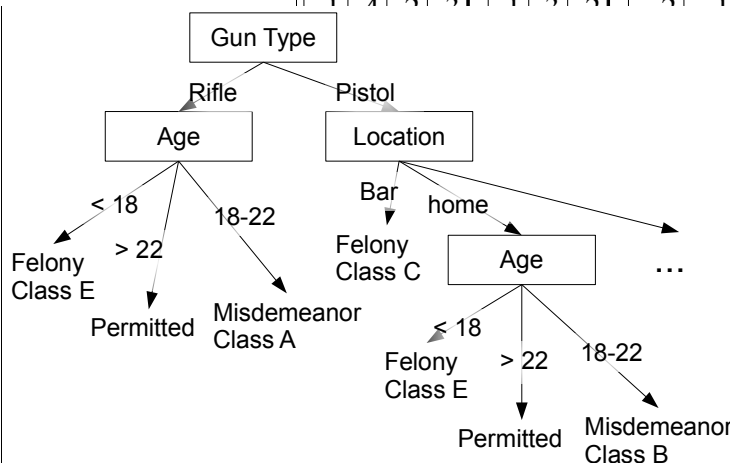 Gun Type
Rifle
Pistol
Age
Location
< 18
> 22
18-22
Bar
home
Felony
Class E
Permitted
Misdemeanor
Class A
Felony
Class C
Age
...
< 18
> 22
18-22
Felony
Class E
Permitted
Misdemeanor
Class B